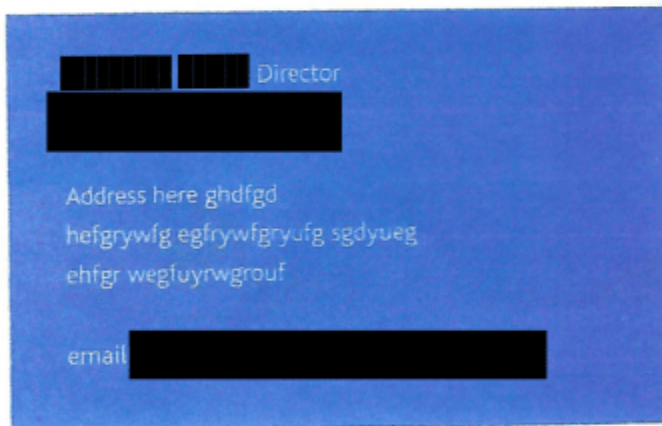 Director
Address here ghdfgd
hefgrywfg egfrywfgryufg sgdyueg
ehfgr wegfuyrwgrouf
email